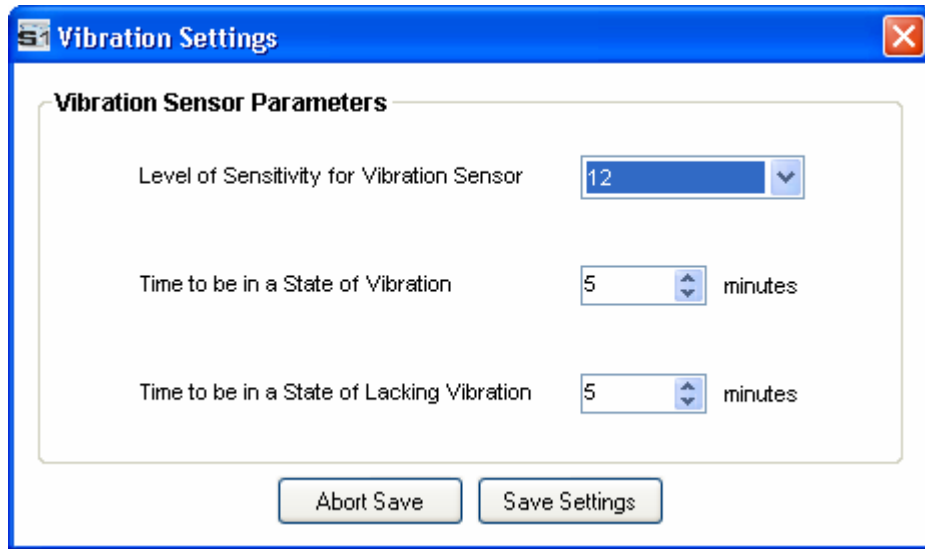 S1 Vibration Settings
Vibration Sensor Parameters
Level of Sensitivity for Vibration Sensor 12
Time to be in a State of Vibration 5 minutes
Time to be in a State of Lacking Vibration 5 minutes
Abort Save Save Settings